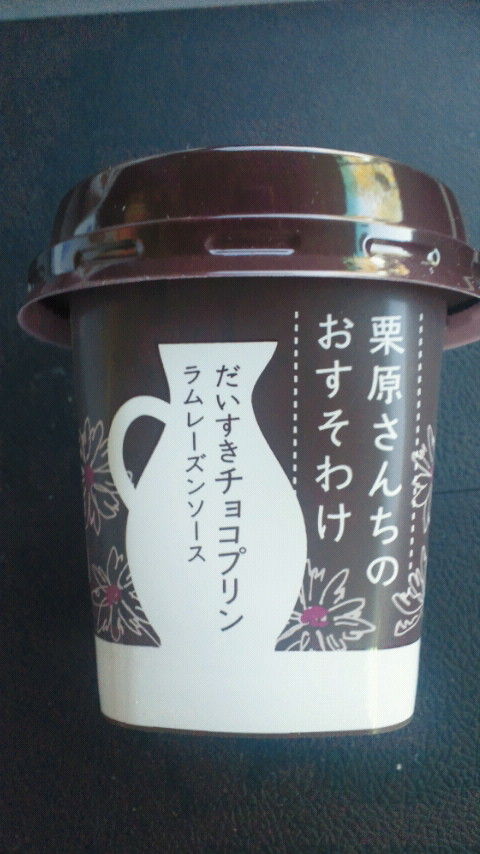 栗原さんちの
おすそわけ
だいすきチョコプリン
ラムレーズンソース